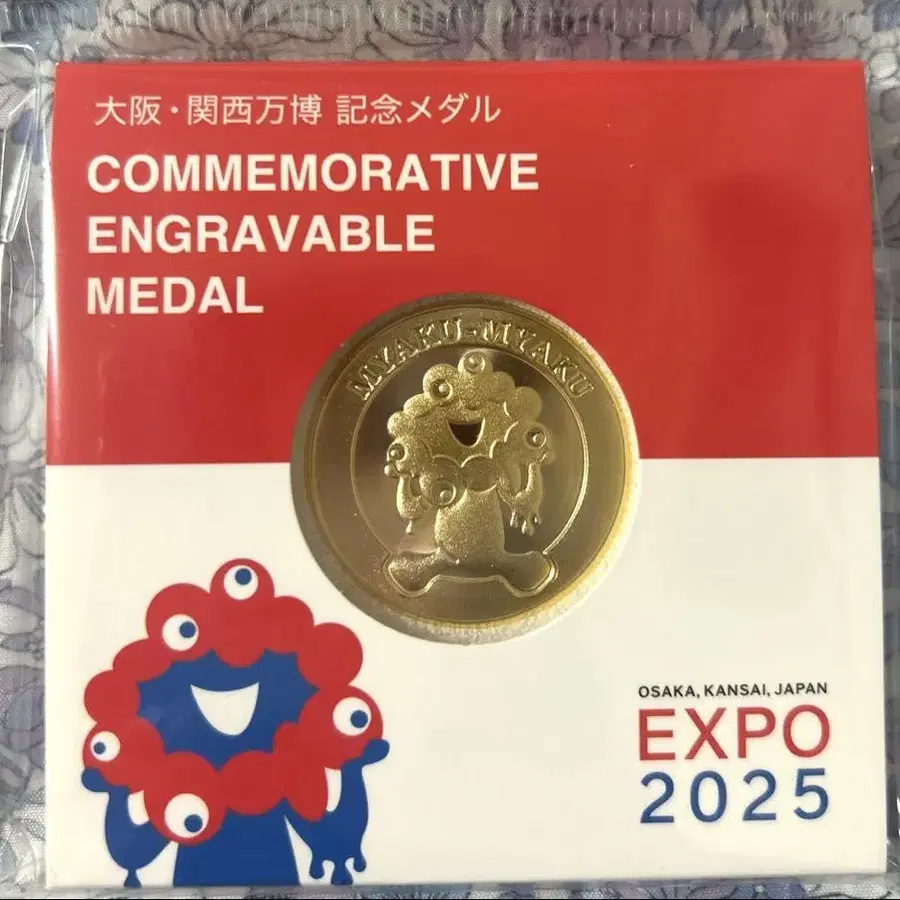 大阪・関西万博 記念メダル
COMMEMORATIVE
ENGRAVABLE
MEDAL
MYAKU-MYAKU
OSAKA, KANSAI, JAPAN
EXPO
2025